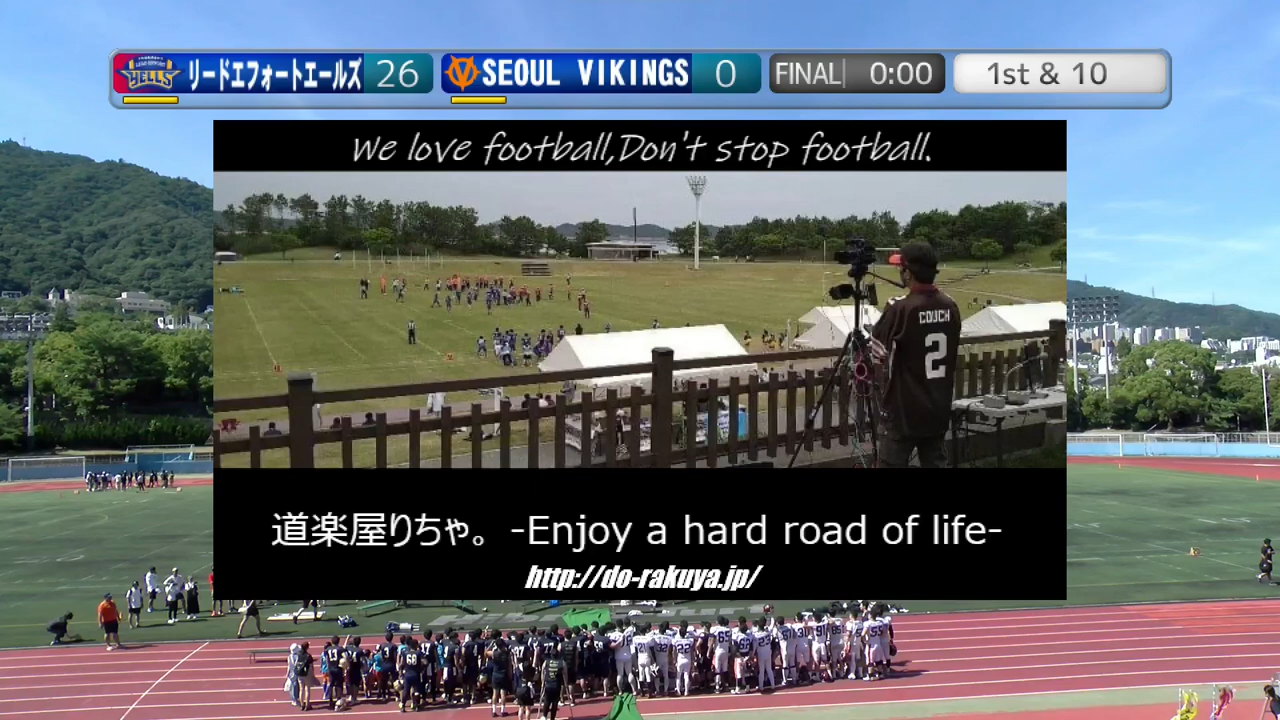 YELLS リードエフォートエールズ 26 SEOUL VIKINGS 0 FINAL 0:00 1st & 10
We love football,Don't stop football.
COUCH
2
道楽屋りちゃ。 -Enjoy a hard road of life-
http://do-rakuya.jp/